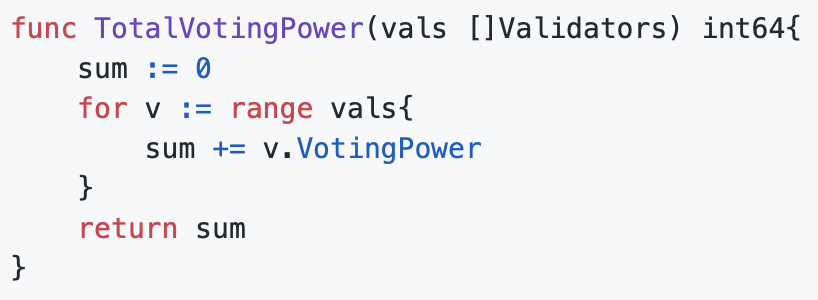 func TotalVotingPower(vals []Validators) int64{
    sum := 0
    for v := range vals{
        sum += v.VotingPower
    }
    return sum
}